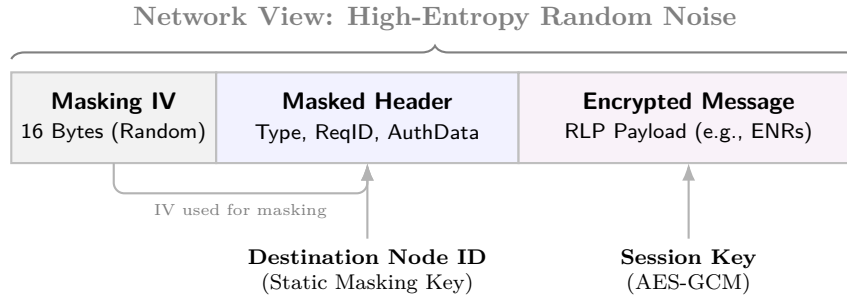 Network View: High-Entropy Random Noise
Masking IV
16 Bytes (Random)
Masked Header
Type, ReqID, AuthData
Encrypted Message
RLP Payload (e.g., ENRs)
IV used for masking
Destination Node ID
(Static Masking Key)
Session Key
(AES-GCM)